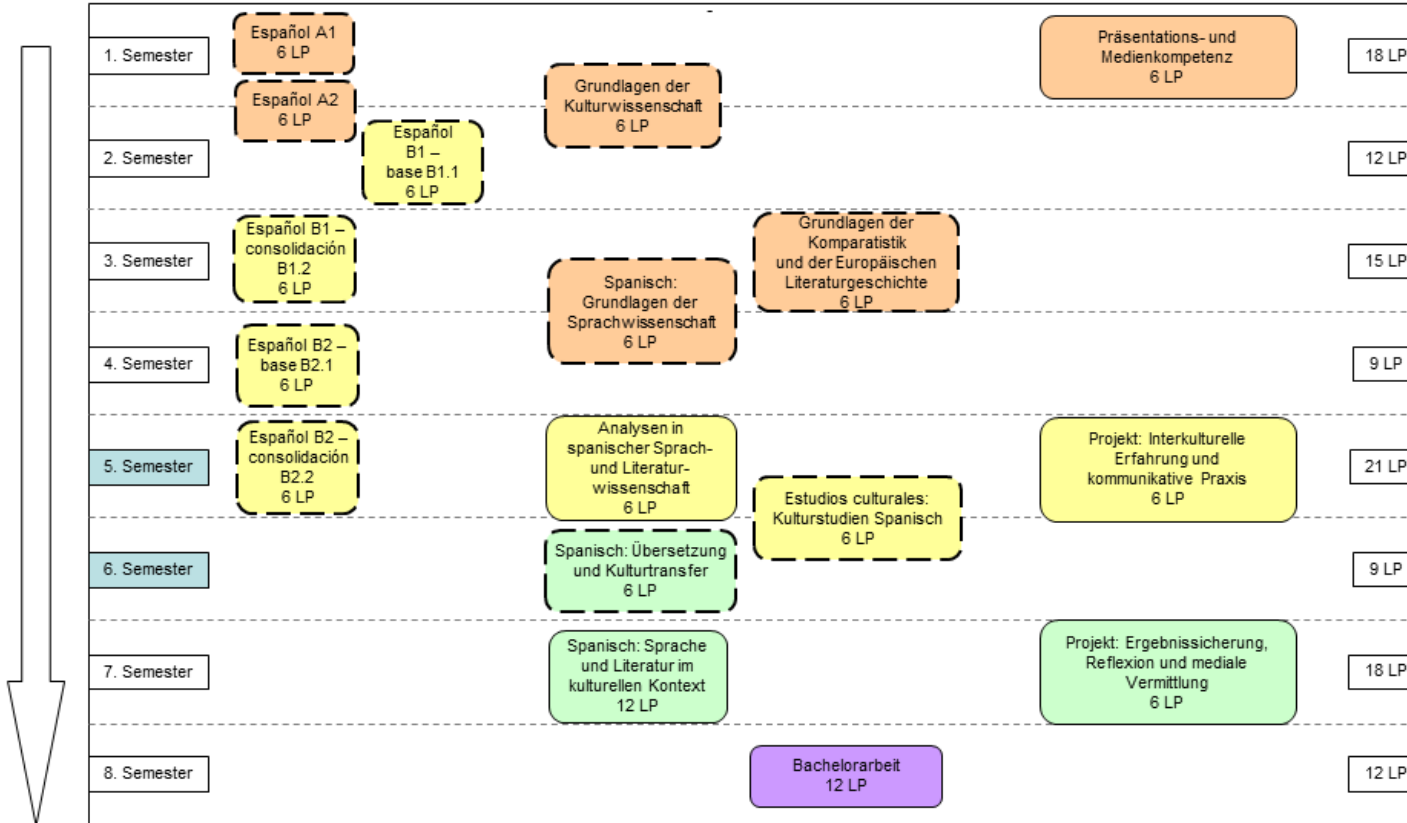 1. Semester
Español A1
6 LP
Español A2
6 LP
Grundlagen der
Kulturwissenschaft
6 LP
Präsentations- und
Medienkompetenz
6 LP
18 LP
2. Semester
Español
B1 –
base B1.1
6 LP
12 LP
3. Semester
Español B1 –
consolidación
B1.2
6 LP
Spanisch:
Grundlagen der
Sprachwissenschaft
6 LP
Grundlagen der
Komparatistik
und der Europäischen
Literaturgeschichte
6 LP
15 LP
4. Semester
Español B2 –
base B2.1
6 LP
9 LP
5. Semester
Español B2 –
consolidación
B2.2
6 LP
Analysen in
spanischer Sprach-
und Literatur-
wissenschaft
6 LP
Estudios culturales:
Kulturstudien Spanisch
6 LP
Projekt: Interkulturelle
Erfahrung und
kommunikative Praxis
6 LP
21 LP
6. Semester
Spanisch: Übersetzung
und Kulturtransfer
6 LP
9 LP
7. Semester
Spanisch: Sprache
und Literatur im
kulturellen Kontext
12 LP
Projekt: Ergebnissicherung,
Reflexion und mediale
Vermittlung
6 LP
18 LP
8. Semester
Bachelorarbeit
12 LP
12 LP